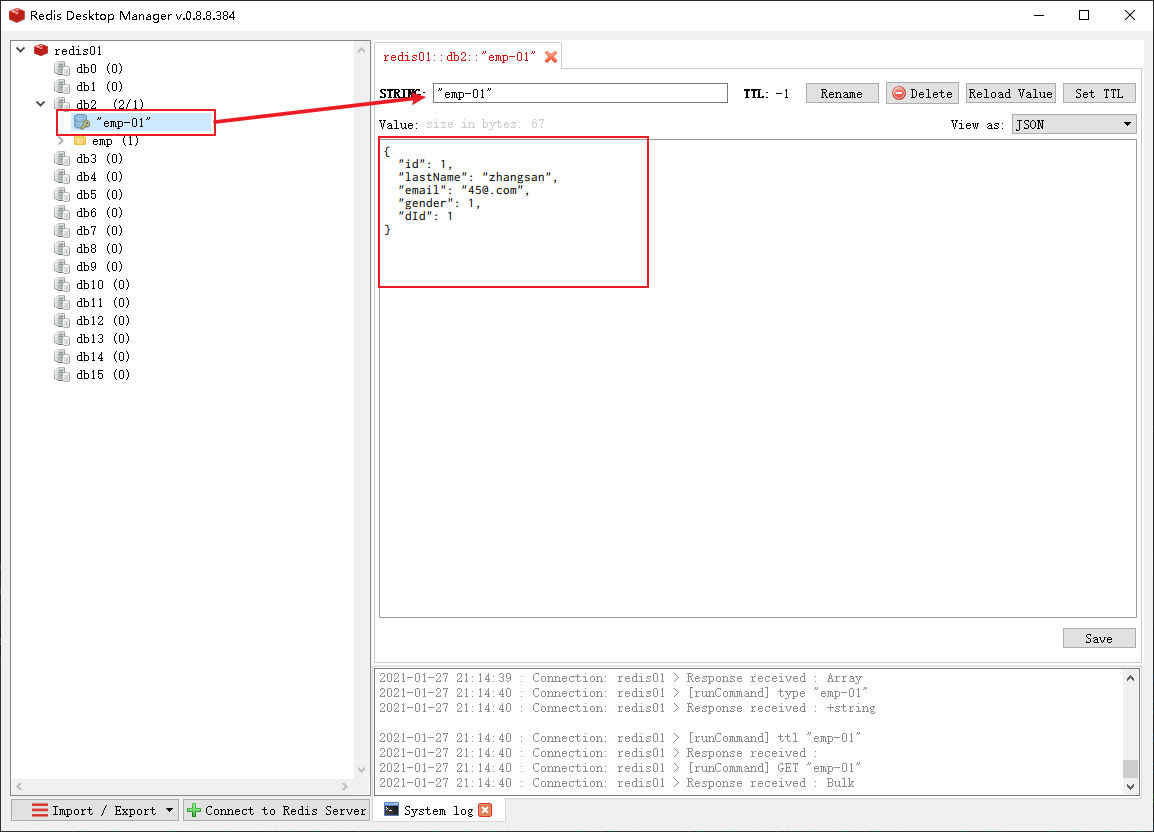 Redis Desktop Manager v.0.8.8.384
redis01
db0 (0)
db1 (0)
db2 (2/1)
"emp-01"
emp (1)
db3 (0)
db4 (0)
db5 (0)
db6 (0)
db7 (0)
db8 (0)
db9 (0)
db10 (0)
db11 (0)
db12 (0)
db13 (0)
db14 (0)
db15 (0)
Import / Export
Connect to Redis Server
redis01::db2::"emp-01"
STRING: "emp-01" TTL: -1 Rename Delete Reload Value Set TTL
Value: size in bytes: 67 View as: JSON
{
"id": 1,
"lastName": "zhangsan",
"email": "45@.com",
"gender": 1,
"dId": 1
}
Save
2021-01-27 21:14:39 : Connection: redis01 > Response received : Array
2021-01-27 21:14:40 : Connection: redis01 > [runCommand] type "emp-01"
2021-01-27 21:14:40 : Connection: redis01 > Response received : +string
2021-01-27 21:14:40 : Connection: redis01 > [runCommand] ttl "emp-01"
2021-01-27 21:14:40 : Connection: redis01 > Response received :
2021-01-27 21:14:40 : Connection: redis01 > [runCommand] GET "emp-01"
2021-01-27 21:14:40 : Connection: redis01 > Response received : Bulk
System log